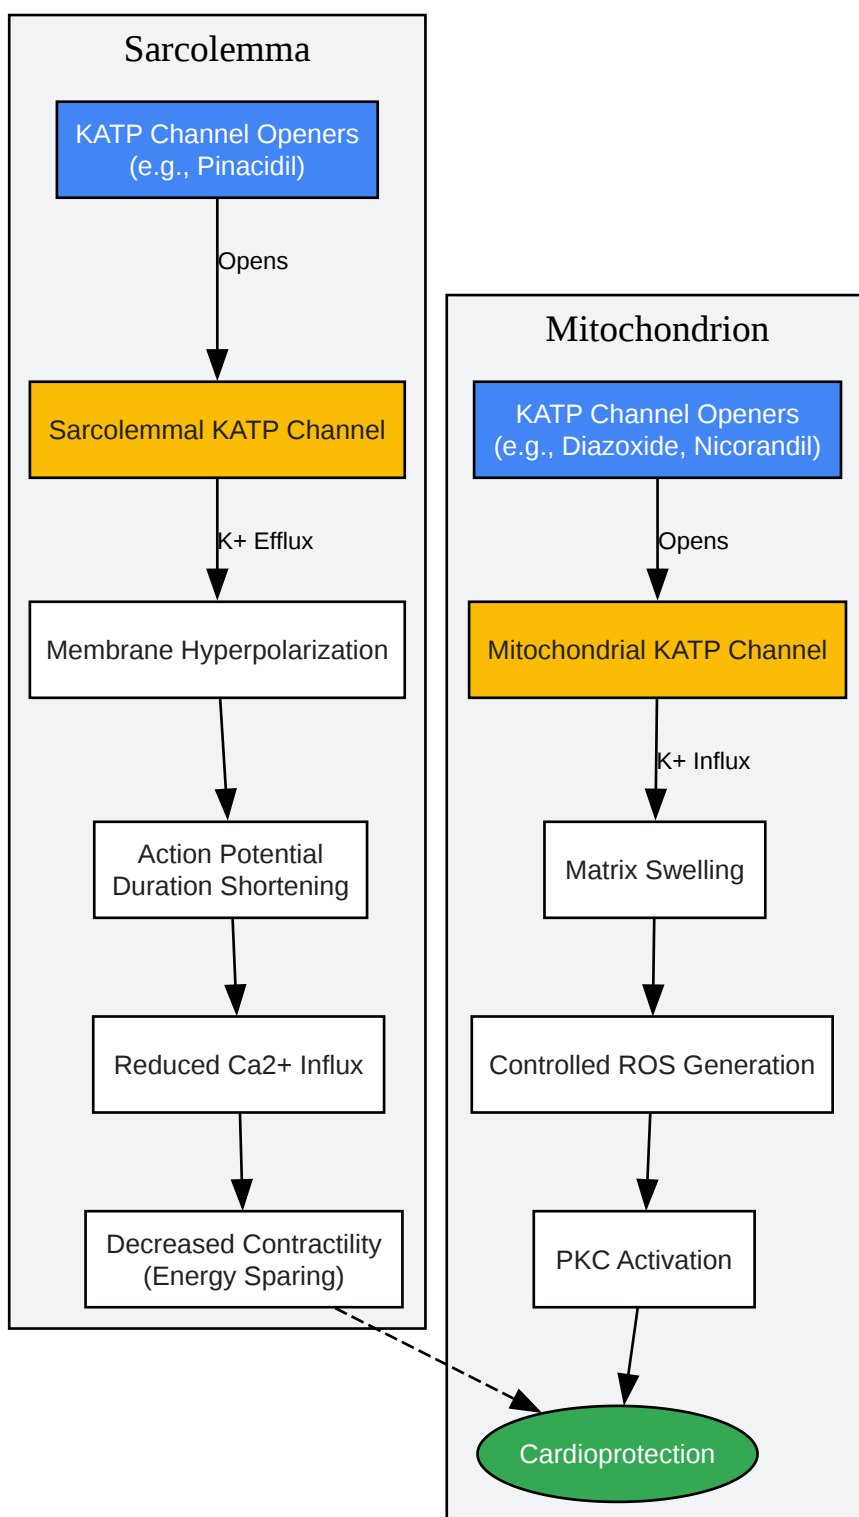 Sarcolemma
KATP Channel Openers
(e.g., Pinacidil)
Opens
Sarcolemmal KATP Channel
K+ Efflux
Membrane Hyperpolarization
Action Potential
Duration Shortening
Reduced Ca2+ Influx
Decreased Contractility
(Energy Sparing)
Mitochondrion
KATP Channel Openers
(e.g., Diazoxide, Nicorandil)
Opens
Mitochondrial KATP Channel
K+ Influx
Matrix Swelling
Controlled ROS Generation
PKC Activation
Cardioprotection